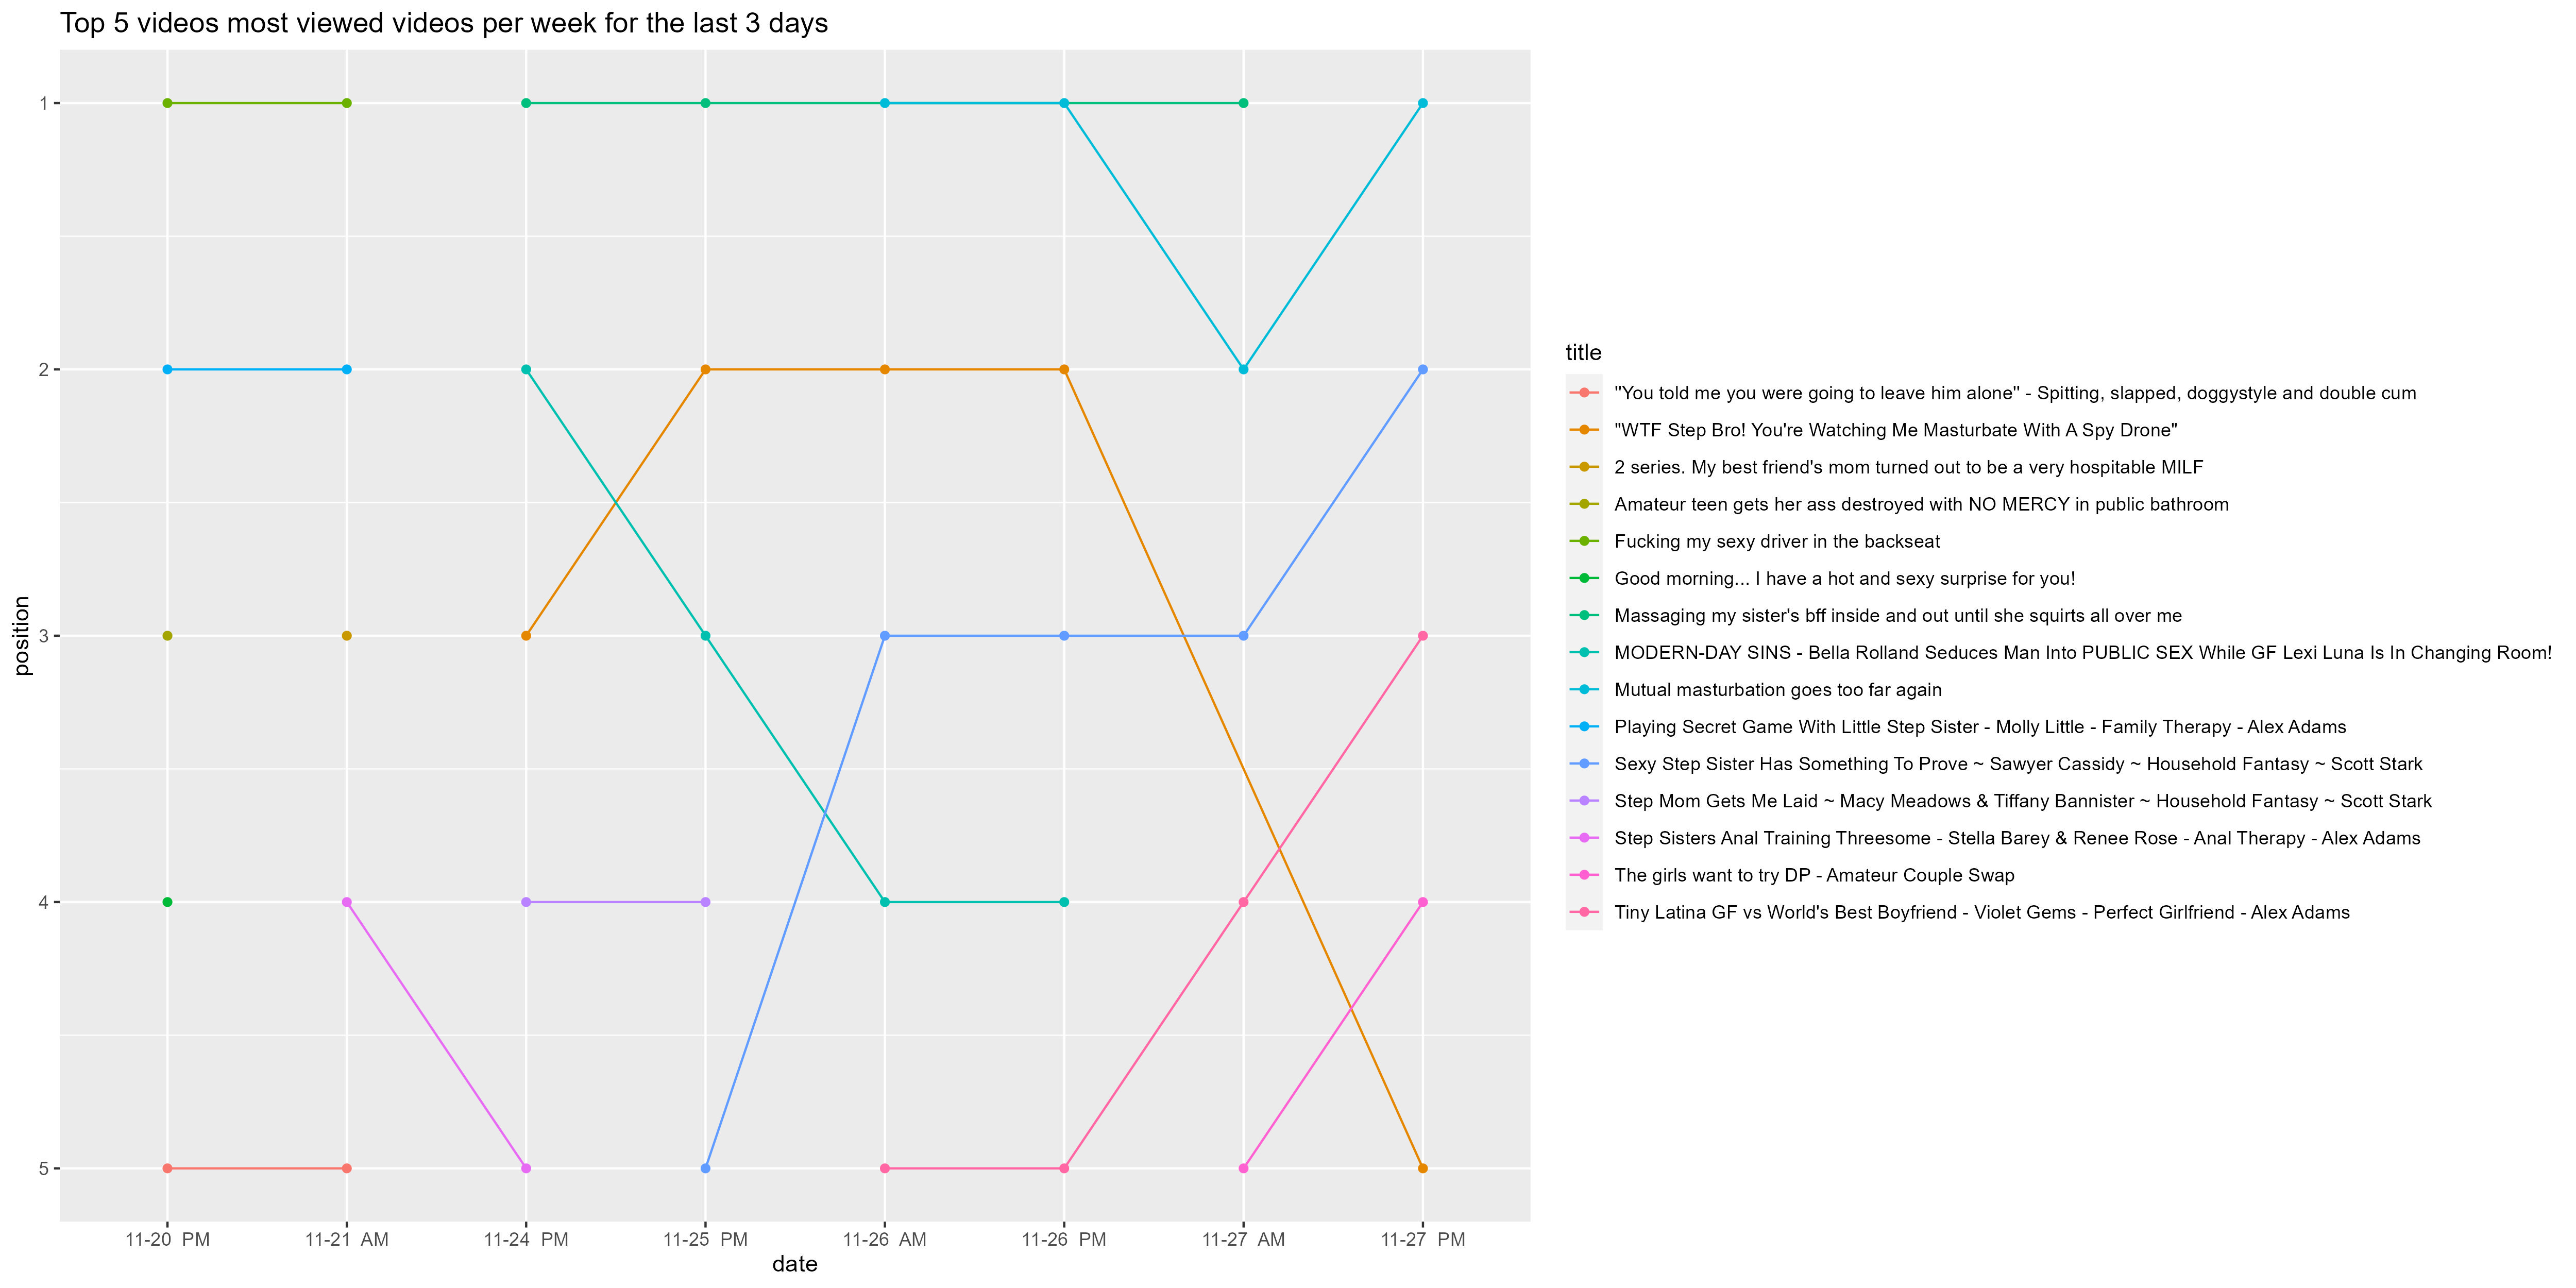 Top 5 videos most viewed videos per week for the last 3 days
position
1
2
3
4
5
11-20 PM
11-21 AM
11-24 PM
11-25 PM
11-26 AM
11-26 PM
11-27 AM
11-27 PM
date
title
"You told me you were going to leave him alone" - Spitting, slapped, doggystyle and double cum
"WTF Step Bro! You're Watching Me Masturbate With A Spy Drone"
2 series. My best friend's mom turned out to be a very hospitable MILF
Amateur teen gets her ass destroyed with NO MERCY in public bathroom
Fucking my sexy driver in the backseat
Good morning... I have a hot and sexy surprise for you!
Massaging my sister's bff inside and out until she squirts all over me
MODERN-DAY SINS - Bella Rolland Seduces Man Into PUBLIC SEX While GF Lexi Luna Is In Changing Room!
Mutual masturbation goes too far again
Playing Secret Game With Little Step Sister - Molly Little - Family Therapy - Alex Adams
Sexy Step Sister Has Something To Prove ~ Sawyer Cassidy ~ Household Fantasy ~ Scott Stark
Step Mom Gets Me Laid ~ Macy Meadows & Tiffany Bannister ~ Household Fantasy ~ Scott Stark
Step Sisters Anal Training Threesome - Stella Barey & Renee Rose - Anal Therapy - Alex Adams
The girls want to try DP - Amateur Couple Swap
Tiny Latina GF vs World's Best Boyfriend - Violet Gems - Perfect Girlfriend - Alex Adams